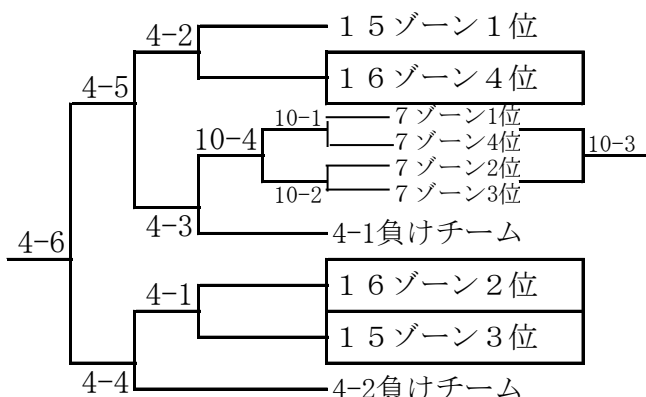 4-2
１５ゾーン１位
１６ゾーン４位
4-5
10-1
７ゾーン1位
10-4
７ゾーン4位
10-3
７ゾーン2位
10-2
７ゾーン3位
4-3
4-1負けチーム
4-6
4-1
１６ゾーン２位
１５ゾーン３位
4-4
4-2負けチーム